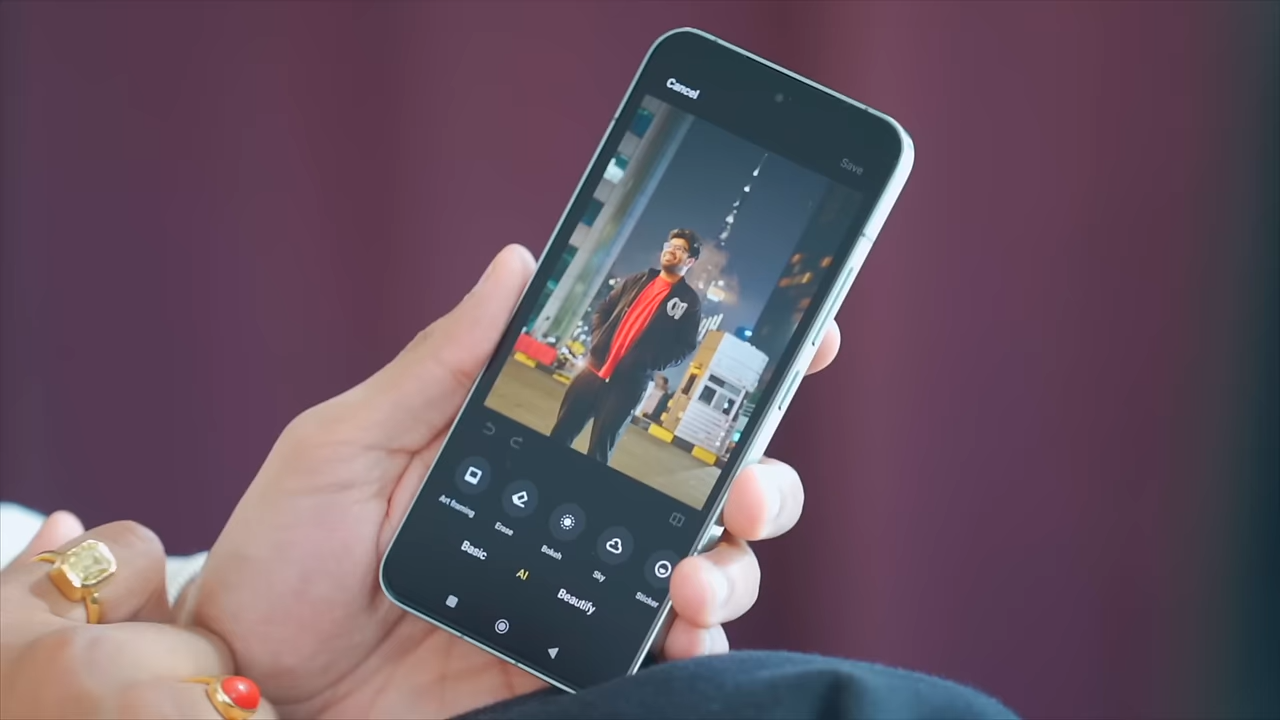 Cancel
Save
Art framing
Erase
Bokeh
Sky
Sticker
Basic
AI
Beautify